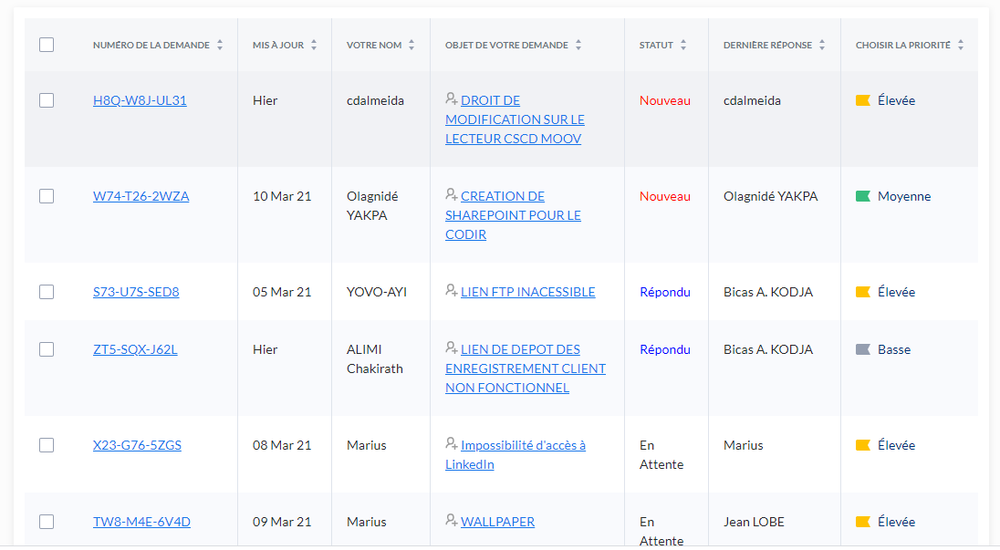 NUMÉRO DE LA DEMANDE MIS À JOUR VOTRE NOM OBJET DE VOTRE DEMANDE STATUT DERNIÈRE RÉPONSE CHOISIR LA PRIORITÉ
H8Q-W8J-UL31 Hier cdalmeida DROIT DE Nouveau cdalmeida Élevée
MODIFICATION SUR LE
LECTEUR CSCD MOOV
W74-T26-2WZA 10 Mar 21 Olagnidé CREATION DE Nouveau Olagnidé YAKPA Moyenne
YAKPA SHAREPOINT POUR LE
CODIR
S73-U7S-SED8 05 Mar 21 YOVO-AYI LIEN FTP INACESSIBLE Répondu Bicas A. KODJA Élevée
ZT5-SQX-J62L Hier ALIMI LIEN DE DEPOT DES Répondu Bicas A. KODJA Basse
Chakirath ENREGISTREMENT CLIENT
NON FONCTIONNEL
X23-G76-5ZGS 08 Mar 21 Marius Impossibilité d'accès à En Marius Élevée
LinkedIn Attente
TW8-M4E-6V4D 09 Mar 21 Marius WALLPAPER En Jean LOBE Élevée
Attente